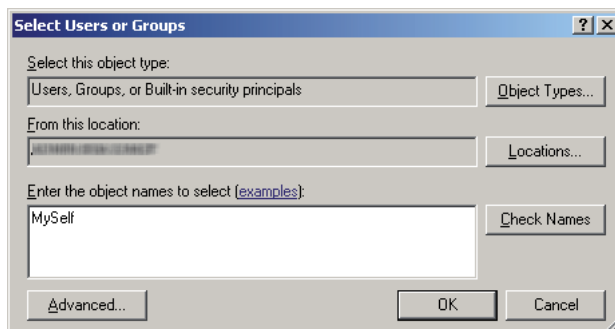 Select Users or Groups
Select this object type:
Users, Groups, or Built-in security principals
Object Types...
From this location:
Locations...
Enter the object names to select (examples):
MySelf
Check Names
Advanced...
OK
Cancel